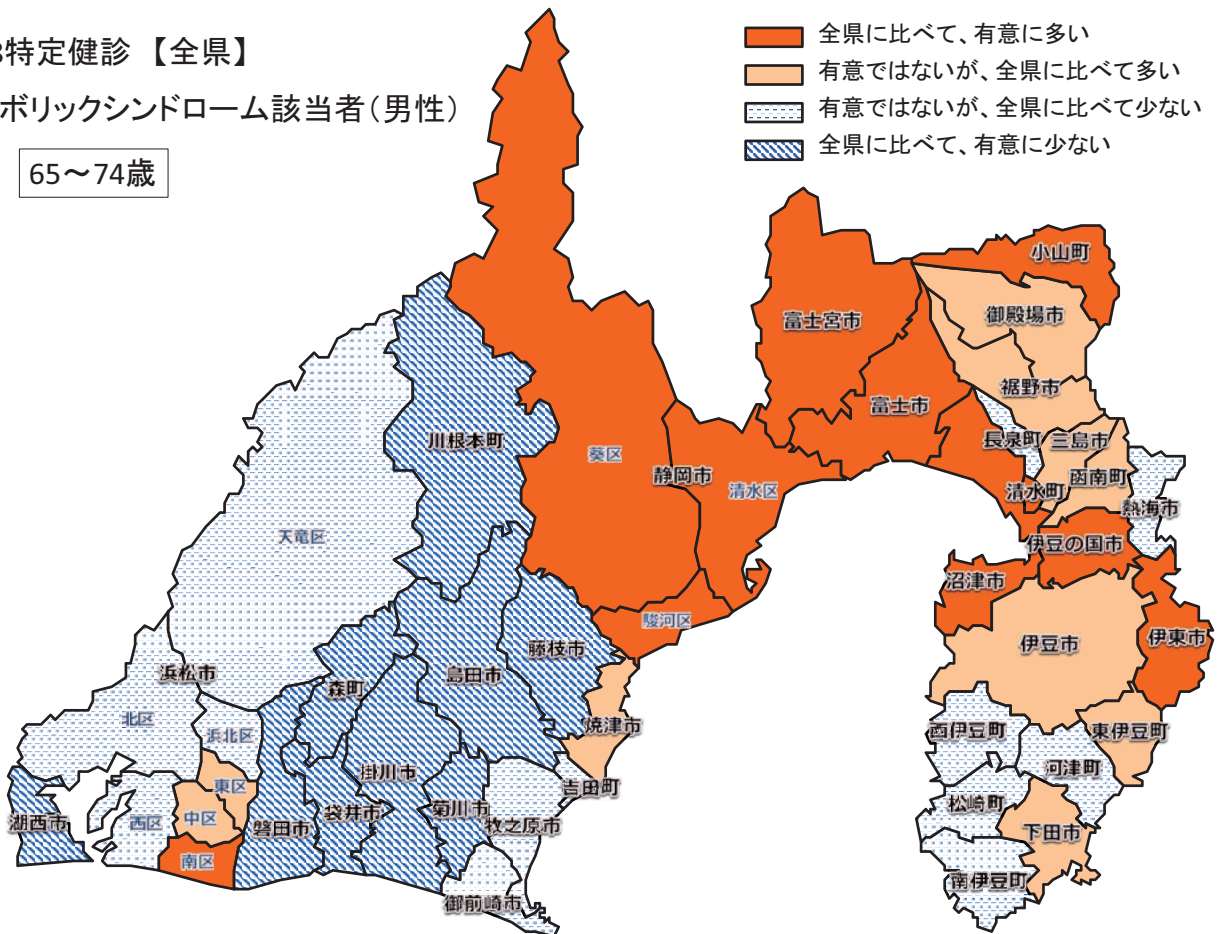 特定健診 【全県】
ボリックシンドローム該当者(男性)
65～74歳
全県に比べて、有意に多い
有意ではないが、全県に比べて多い
有意ではないが、全県に比べて少ない
全県に比べて、有意に少ない
小山町
御殿場市
富士宮市
裾野市
富士市
長泉町
三島市
川根本町
葵区
静岡市
清水区
函南町
清水町
熱海市
天竜区
伊豆の国市
沼津市
駿河区
伊東市
伊豆市
藤枝市
島田市
浜松市
森町
北区
浜北区
焼津市
西伊豆町
東伊豆町
河津町
掛川市
東区
吉田町
松崎町
湖西市
西区
中区
磐田市
袋井市
菊川市
牧之原市
下田市
南区
南伊豆町
御前崎市